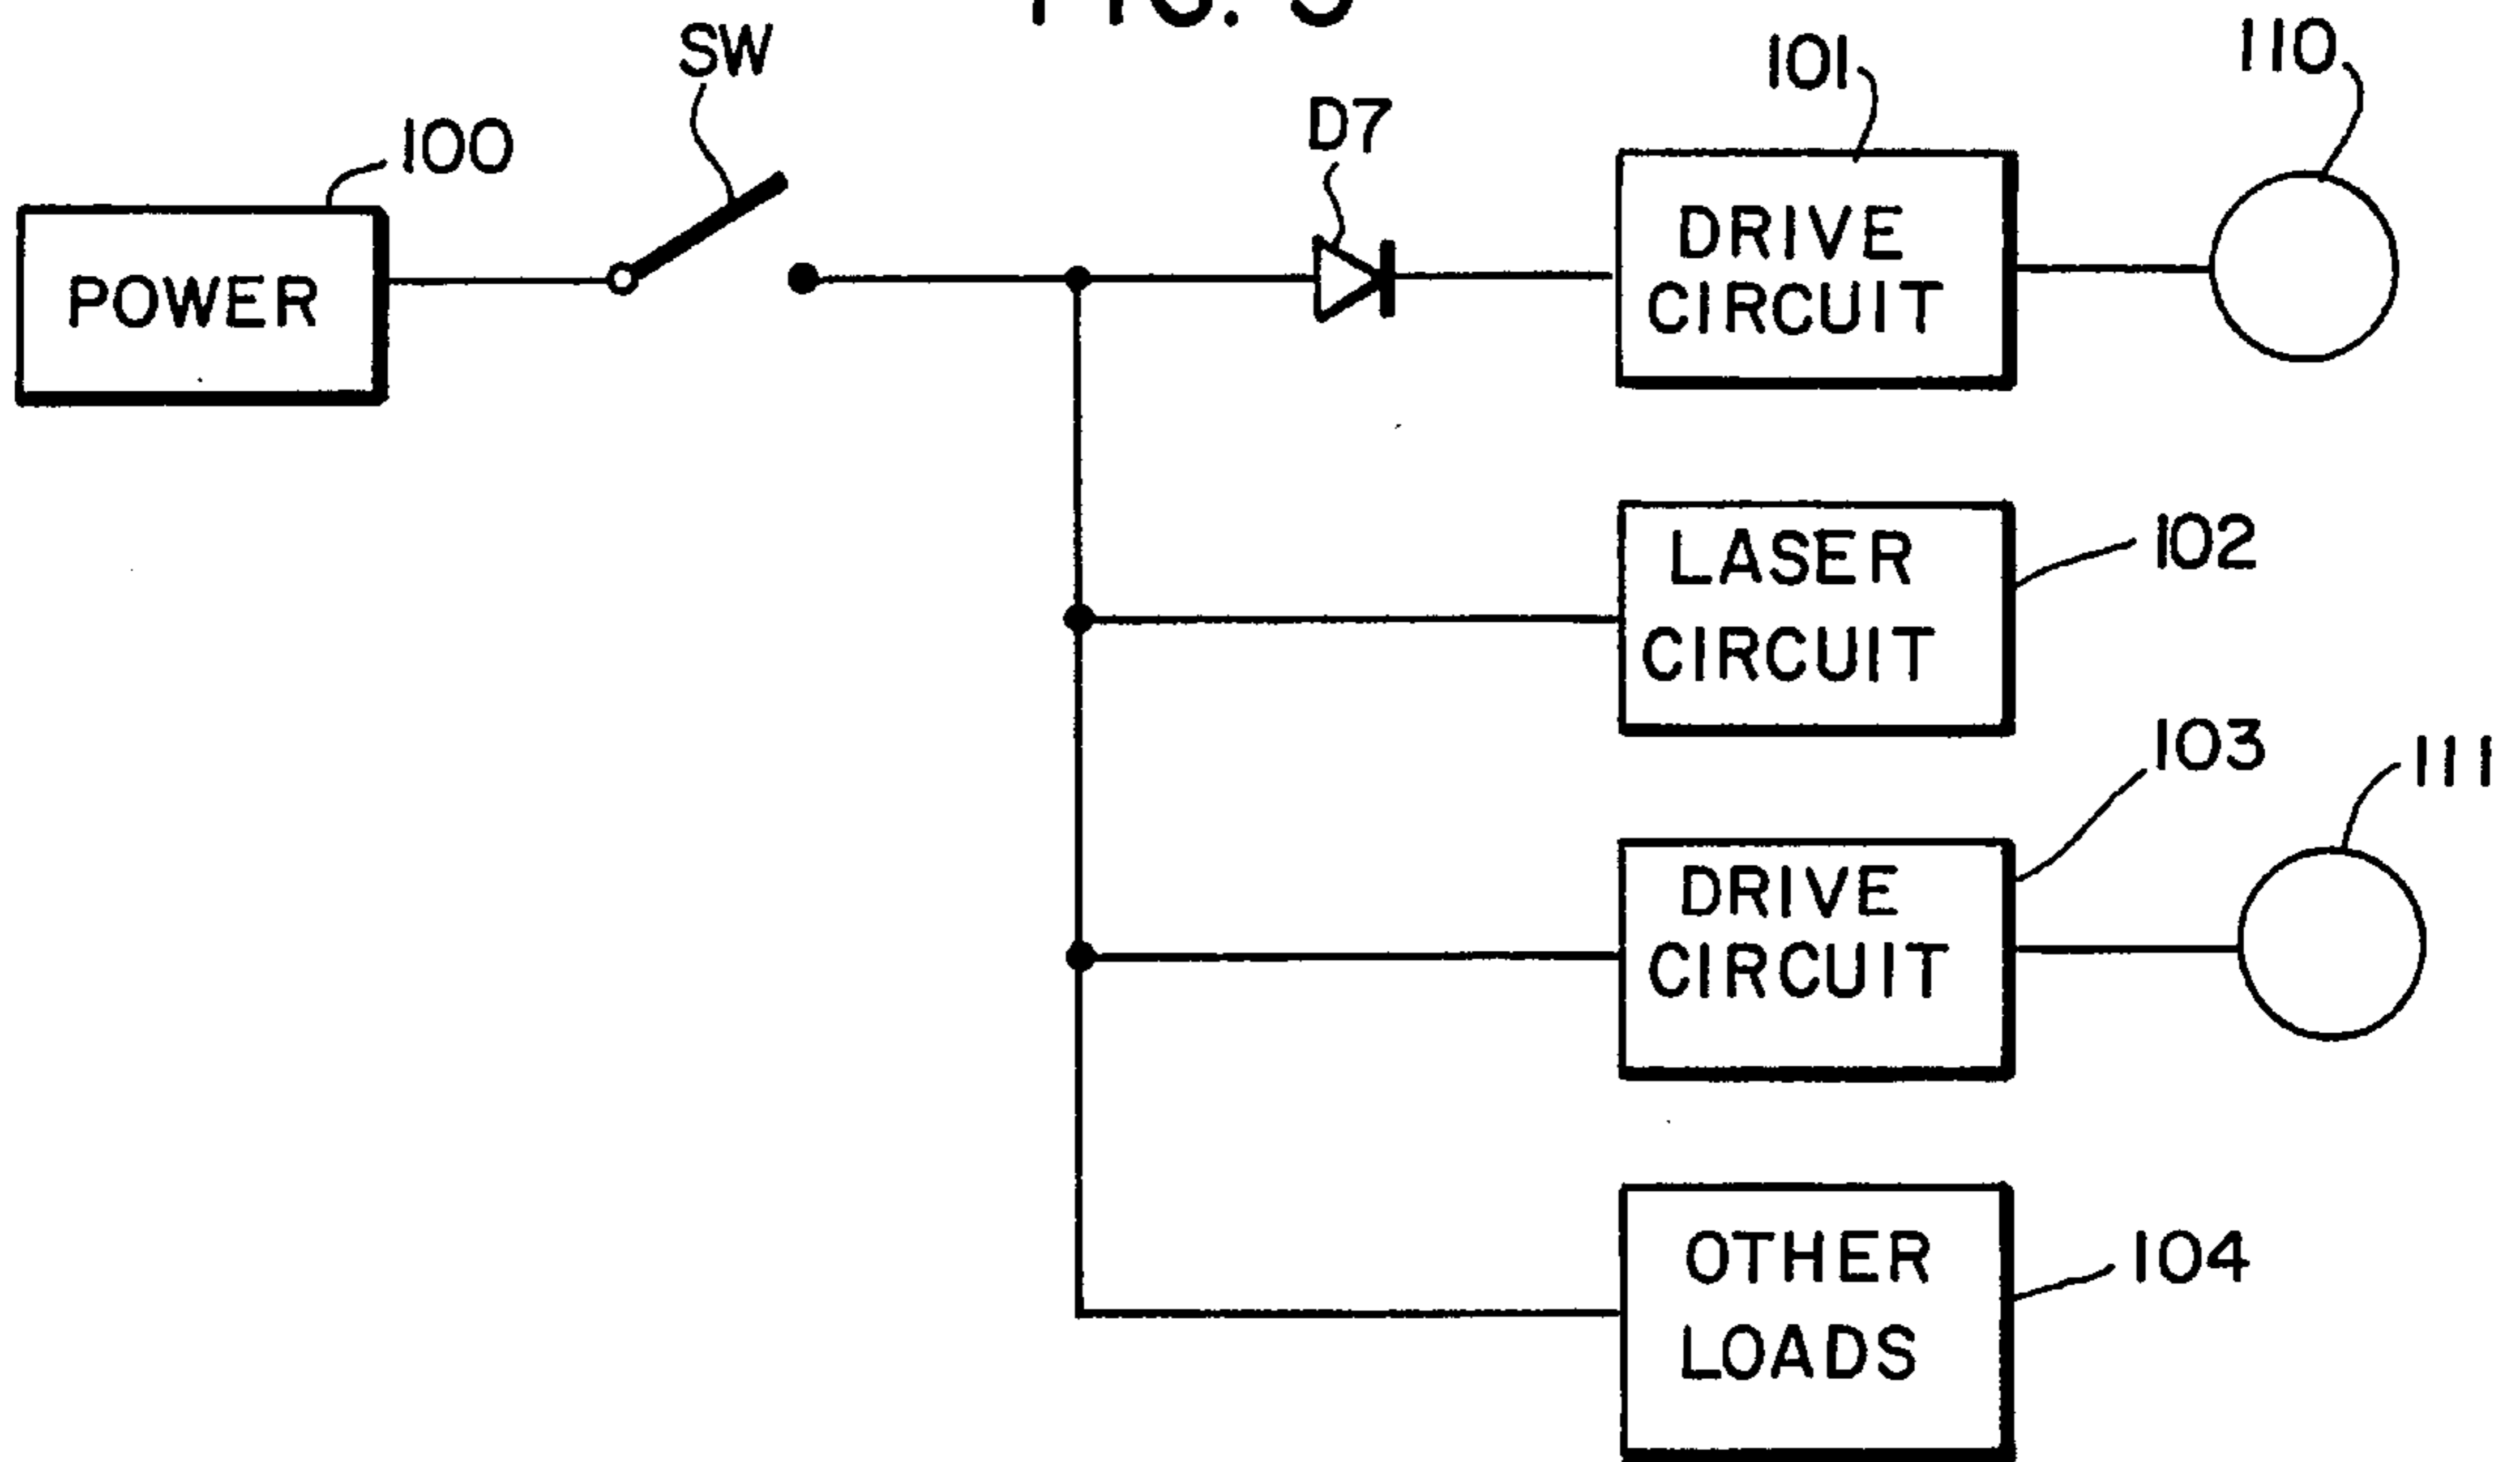 SW
101
110
D7
100
POWER
DRIVE
CIRCUIT
LASER
CIRCUIT
102
103
111
DRIVE
CIRCUIT
OTHER
LOADS
104